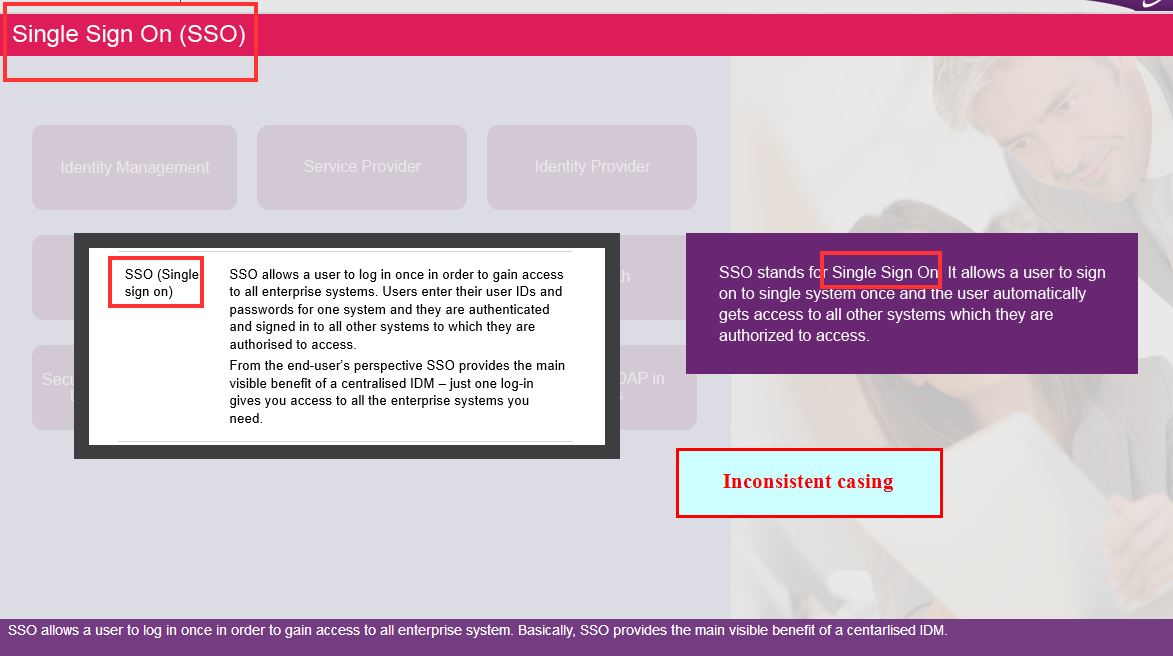 Single Sign On (SSO)
Identity Management
Service Provider
Identity Provider
SSO (Single
sign on)
SSO allows a user to log in once in order to gain access
to all enterprise systems. Users enter their user IDs and
passwords for one system and they are authenticated
and signed in to all other systems to which they are
authorised to access.
From the end-user’s perspective SSO provides the main
visible benefit of a centralised IDM – just one log-in
gives you access to all the enterprise systems you
need.
SSO stands for Single Sign On. It allows a user to sign
on to single system once and the user automatically
gets access to all other systems which they are
authorized to access.
in
Inconsistent casing
SSO allows a user to log in once in order to gain access to all enterprise system. Basically, SSO provides the main visible benefit of a centarlised IDM.